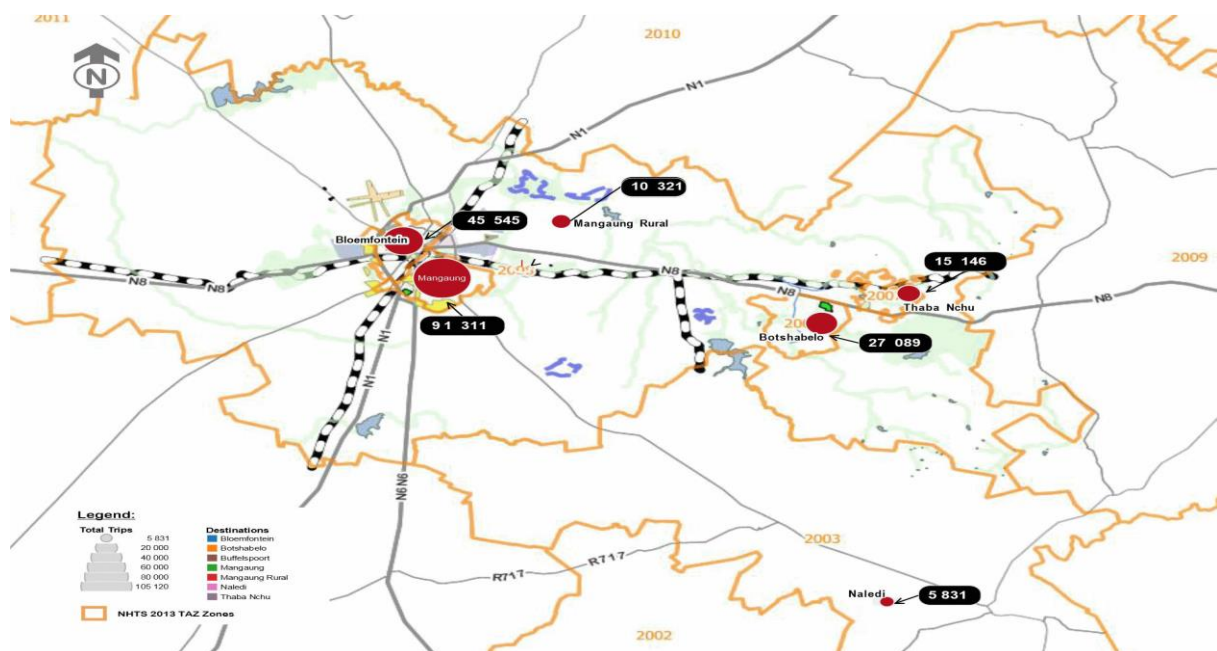 2011
2010
N
N1
10 321
45 545
Mangaung Rural
Bloemfontein
15 146
2009
Mangaung
N8
N8
N8
N8
N8
Thaba Nchu
91 311
Botshabelo
27 089
N1
N1
N6
N6
Legend:
Total Trips
5 831
20 000
40 000
60 000
80 000
105 120
Destinations
Bloemfontein
Botshabelo
Buffelspoort
Mangaung
Mangaung Rural
Naledi
Thaba Nchu
NHTS 2013 TAZ Zones
2003
R717
R717
Naledi
5 831
2002